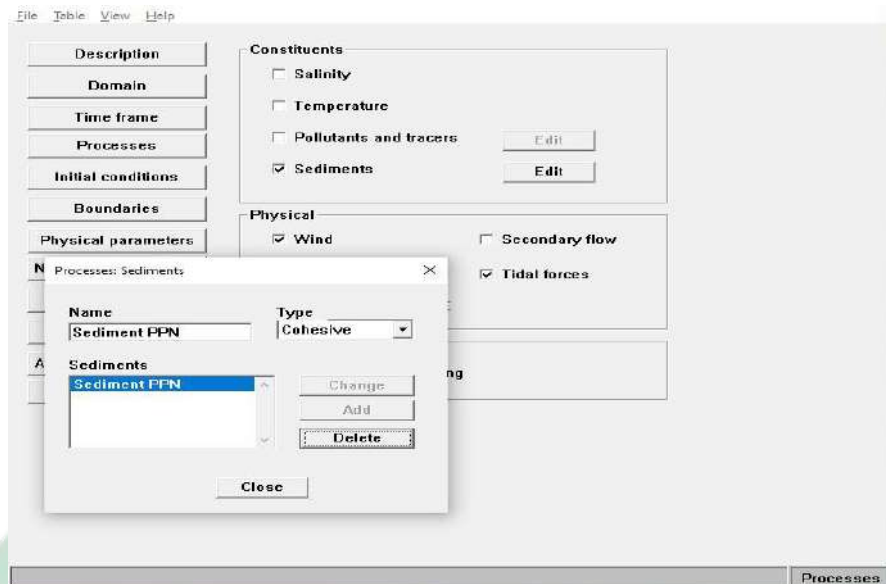 File Table View Help
Description
Domain
Time frame
Processes
Initial conditions
Boundaries
Physical parameters
N
A
Constituents
Salinity
Temperature
Pollutants and tracers Edit
Sediments Edit
Physical
Wind Secondary flow
Tidal forces
ng
Processes: Sediments
Name Type
Sediment PPN Cohesive
Sediments
Sediment PPN
Change
Add
Delete
Close
Processes